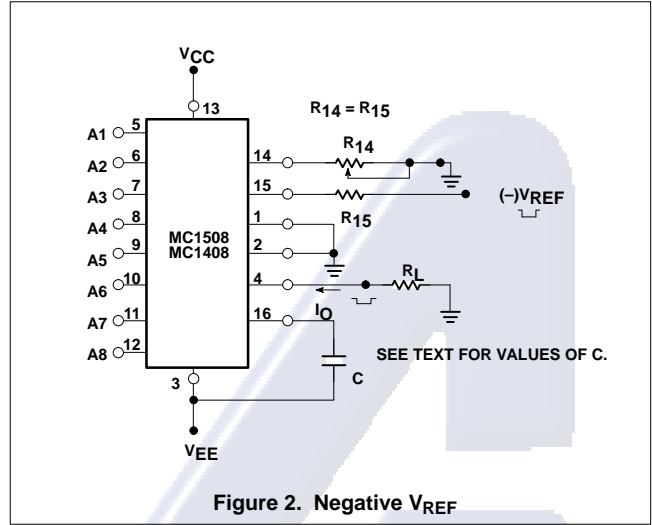 VCC
13
R14 = R15
A1 5
A2 6
14
R14
A3 7
15
(–)VREF
R15
A4 8
1
MC1508
MC1408
A5 9
2
A6 10
4
RL
IO
A7 11
16
A8 12
SEE TEXT FOR VALUES OF C.
C
3
VEE
Figure 2. Negative VREF